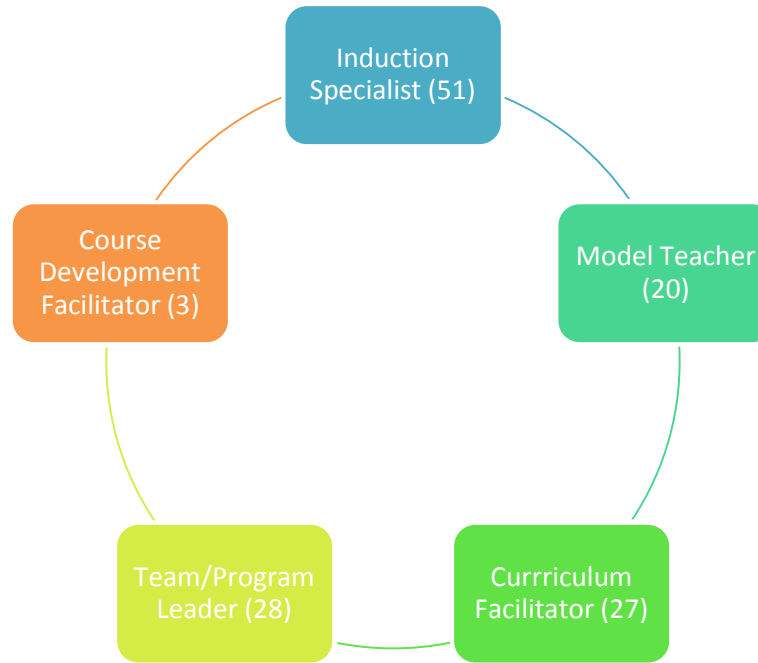 Induction
Specialist (51)
Model Teacher
(20)
Currriculum
Facilitator (27)
Team/Program
Leader (28)
Course
Development
Facilitator (3)